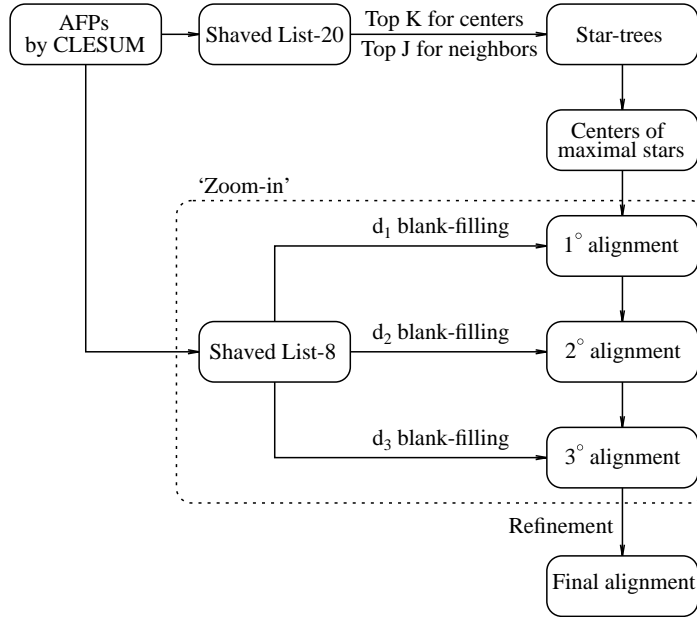 AFPs
by CLESUM
Shaved List-20
Top K for centers
Top J for neighbors
Star-trees
Centers of
maximal stars
‘Zoom-in’
d₁ blank-filling
1° alignment
Shaved List-8
d₂ blank-filling
2° alignment
d₃ blank-filling
3° alignment
Refinement
Final alignment